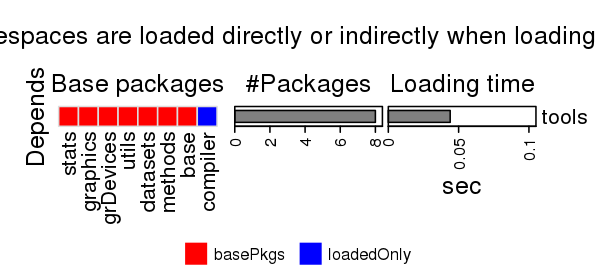 espaces are loaded directly or indirectly when loading
Base packages
#Packages
Loading time
Depends
tools
stats
graphics
grDevices
utils
datasets
methods
base
compiler
0
2
4
6
8
0
0.05
0.1
sec
basePkgs
loadedOnly